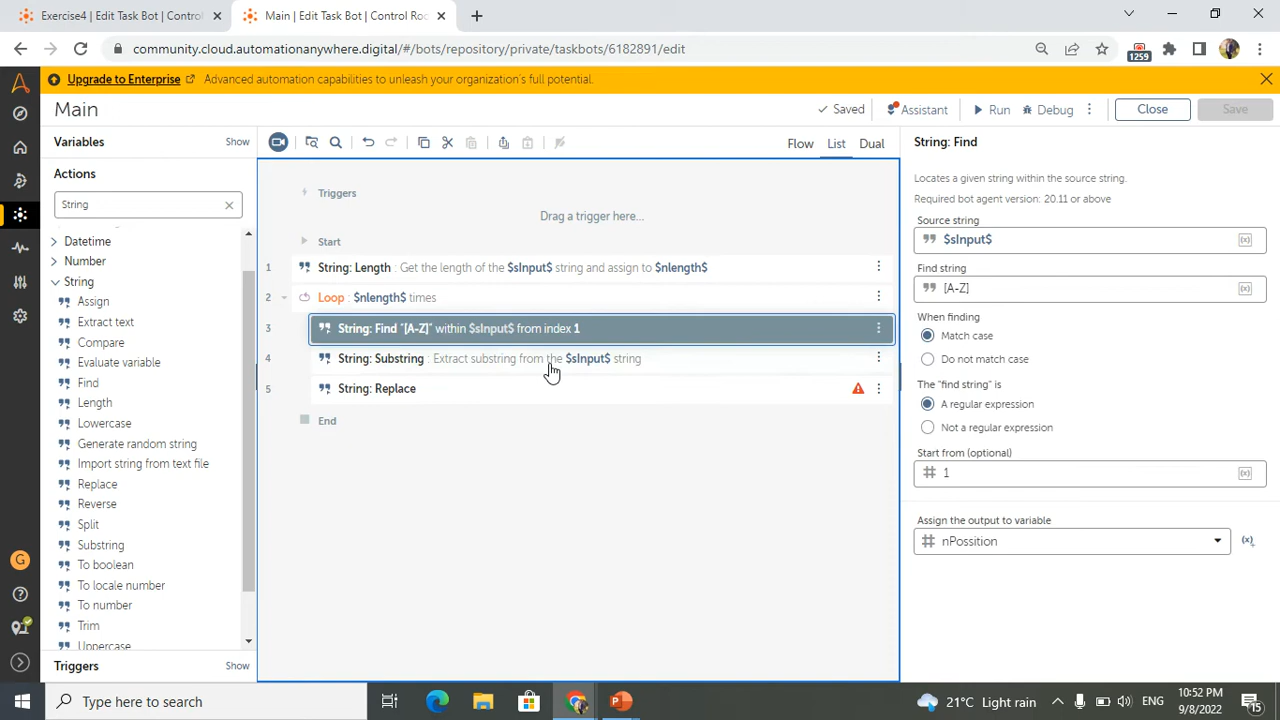 Exercise4 | Edit Task Bot | Control
Main | Edit Task Bot | Control Roo
community.cloud.automationanywhere.digital/#/bots/repository/private/taskbots/6182891/edit
1259
Upgrade to Enterprise
Advanced automation capabilities to unleash your organization's full potential.
Main
Saved
Assistant
Run
Debug
Close
Save
Variables
Show
Flow
List
Dual
Actions
String
Datetime
Number
String
Assign
Extract text
Compare
Evaluate variable
Find
Length
Lowercase
Generate random string
Import string from text file
Replace
Reverse
Split
Substring
To boolean
To locale number
To number
Trim
Uppercase
Triggers
Show
Triggers
Drag a trigger here...
Start
1 String: Length : Get the length of the $sInput$ string and assign to $nlength$
2 Loop : $nlength$ times
3 String: Find "[A-Z]" within $sInput$ from index 1
4 String: Substring : Extract substring from the $sInput$ string
5 String: Replace
End
String: Find
Locates a given string within the source string.
Required bot agent version: 20.11 or above
Source string
$sInput$
(x)
Find string
[A-Z]
(x)
When finding
Match case
Do not match case
The "find string" is
A regular expression
Not a regular expression
Start from (optional)
# 1
(x)
Assign the output to variable
# nPossition
(x)
Type here to search
21°C Light rain
ENG
10:52 PM
9/8/2022
15